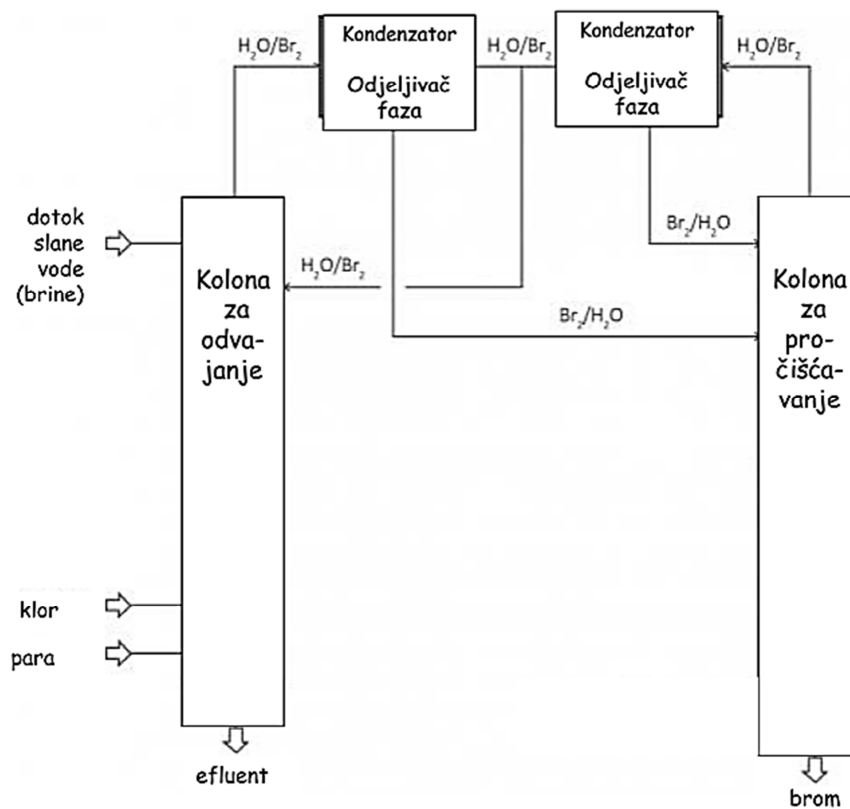 Kondenzator
Odjeljivač
faza
Kondenzator
Odjeljivač
faza
H₂O/Br₂
H₂O/Br₂
H₂O/Br₂
dotok
slane
vode
(brine)
Kolona
za
odva-
janje
H₂O/Br₂
Br₂/H₂O
Br₂/H₂O
Kolona
za
pro-
čišća-
vanje
klor
para
efluent
brom